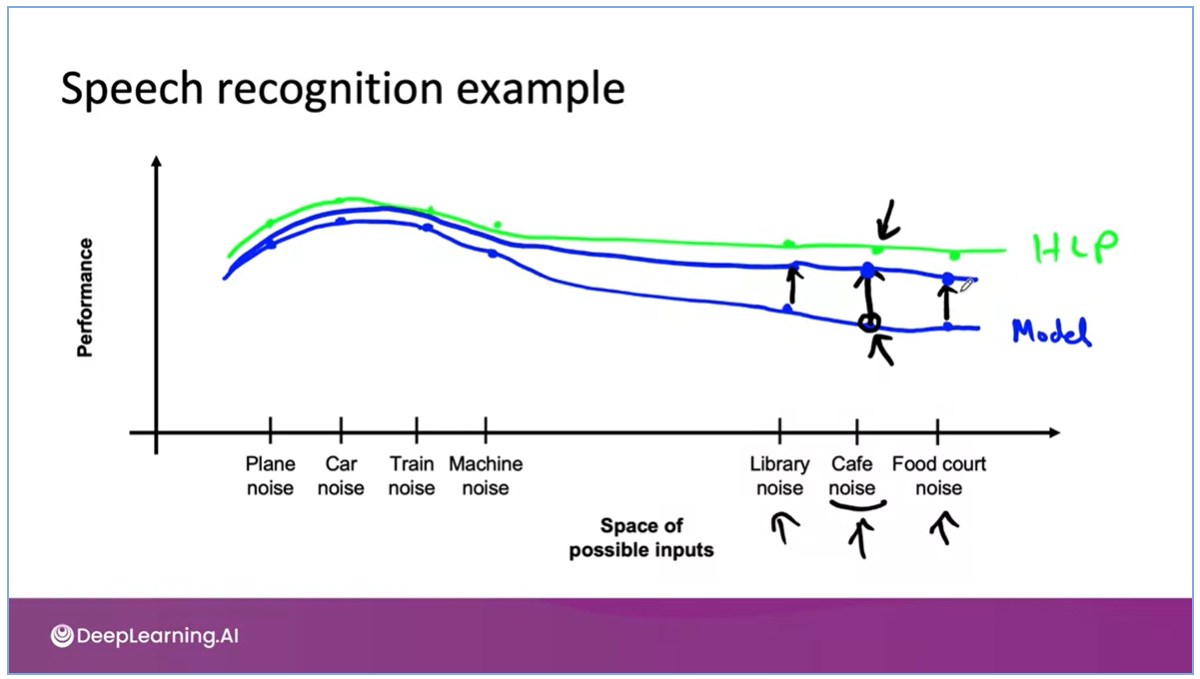 Speech recognition example
Performance
HLP
Model
Plane noise
Car noise
Train noise
Machine noise
Library noise
Cafe noise
Food court noise
Space of
possible inputs
DeepLearning.AI